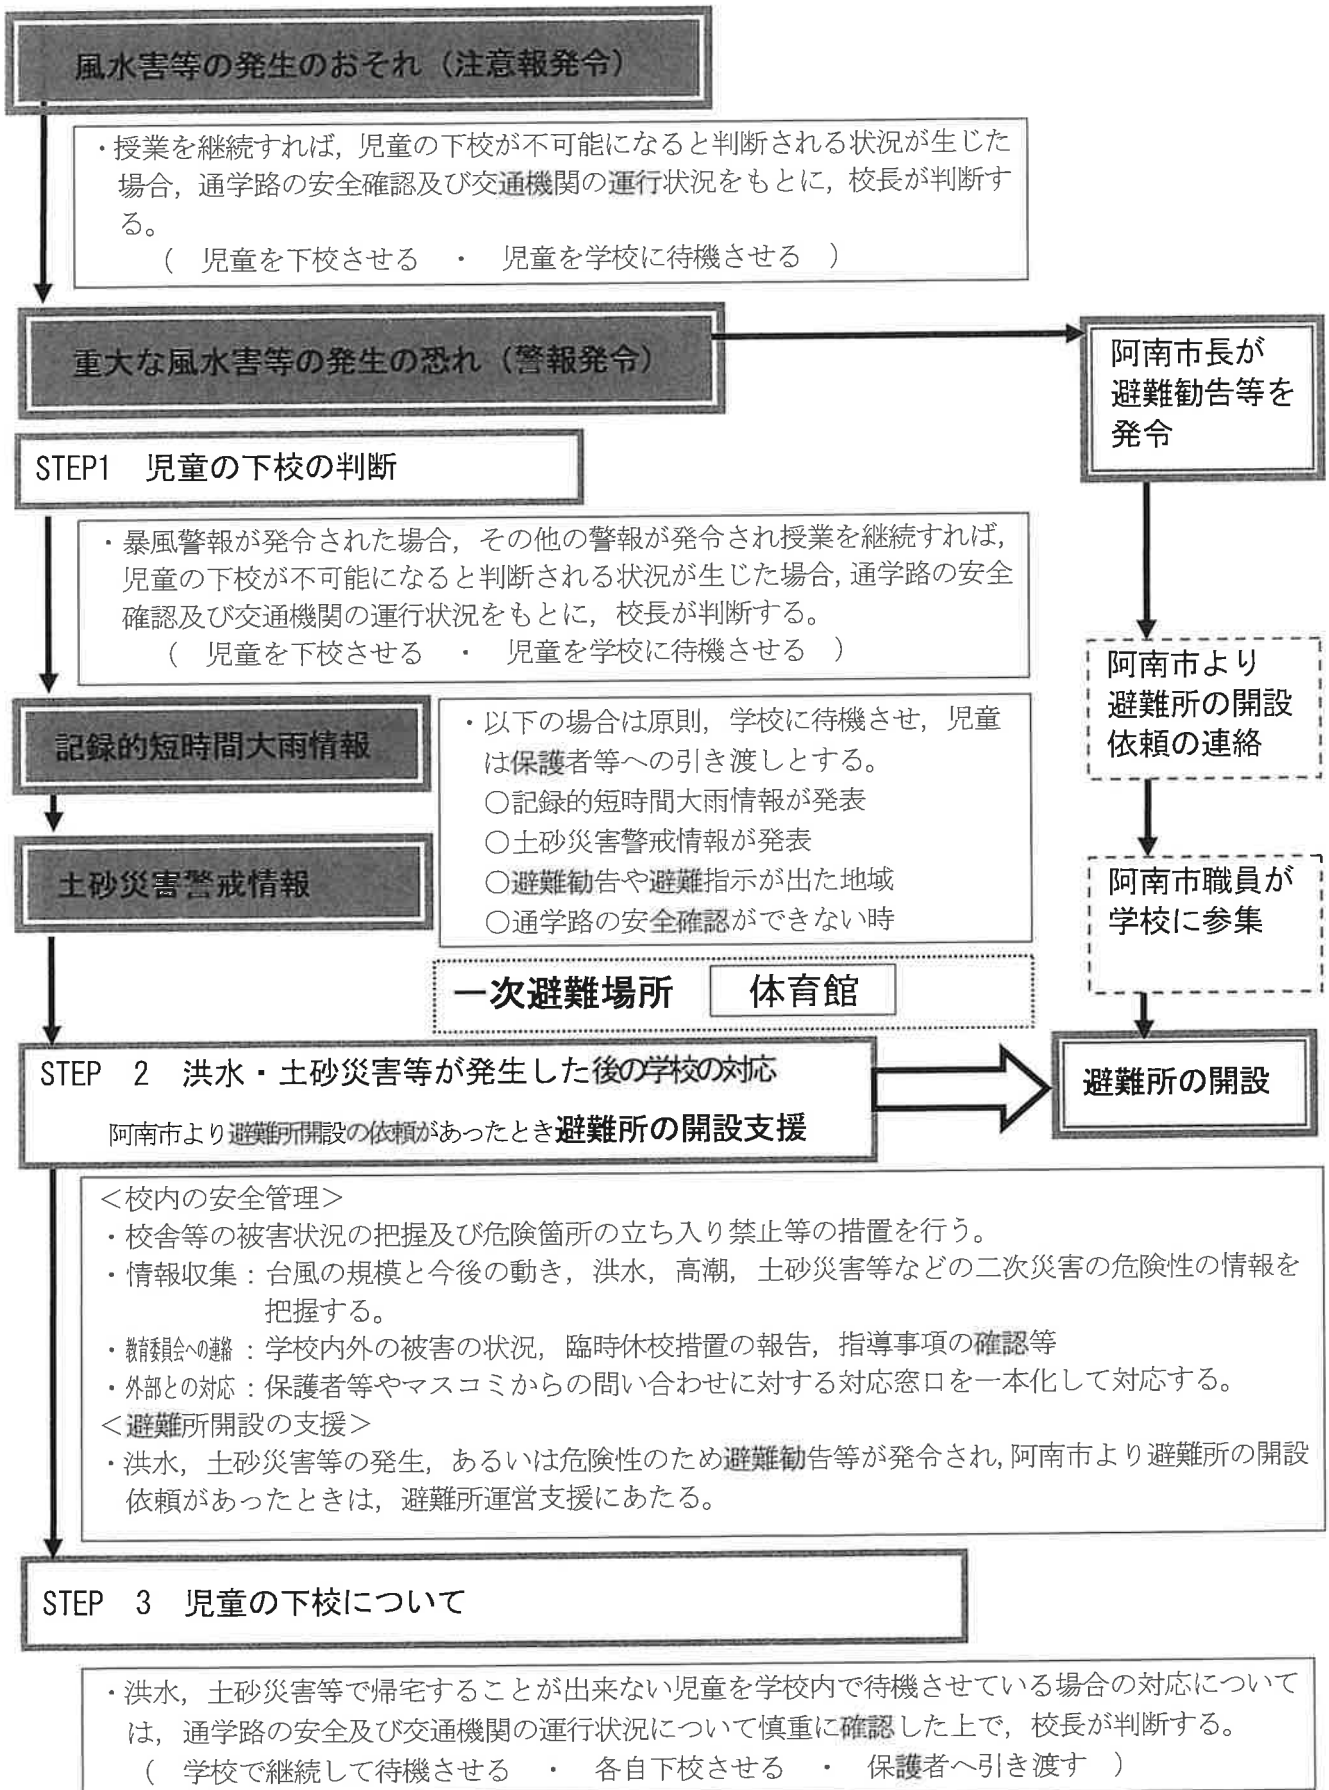 風水害等の発生のおそれ（注意報発令）
・授業を継続すれば，児童の下校が不可能になると判断される状況が生じた
場合，通学路の安全確認及び交通機関の運行状況をもとに，校長が判断す
る。
（　児童を下校させる　・　児童を学校に待機させる　）
重大な風水害等の発生の恐れ（警報発令）
阿南市長が
避難勧告等を
発令
STEP1　児童の下校の判断
・暴風警報が発令された場合，その他の警報が発令され授業を継続すれば，
児童の下校が不可能になると判断される状況が生じた場合，通学路の安全
確認及び交通機関の運行状況をもとに，校長が判断する。
（　児童を下校させる　・　児童を学校に待機させる　）
阿南市より
避難所の開設
依頼の連絡
記録的短時間大雨情報
・以下の場合は原則，学校に待機させ，児童
は保護者等への引き渡しとする。
○記録的短時間大雨情報が発表
○土砂災害警戒情報が発表
○避難勧告や避難指示が出た地域
○通学路の安全確認ができない時
土砂災害警戒情報
阿南市職員が
学校に参集
一次避難場所　体育館
STEP　2　洪水・土砂災害等が発生した後の学校の対応
阿南市より避難所開設の依頼があったとき避難所の開設支援
避難所の開設
＜校内の安全管理＞
・校舎等の被害状況の把握及び危険箇所の立ち入り禁止等の措置を行う。
・情報収集：台風の規模と今後の動き，洪水，高潮，土砂災害等などの二次災害の危険性の情報を
把握する。
・教育委員会への連絡：学校内外の被害の状況，臨時休校措置の報告，指導事項の確認等
・外部との対応：保護者等やマスコミからの問い合わせに対する対応窓口を一本化して対応する。
＜避難所開設の支援＞
・洪水，土砂災害等の発生，あるいは危険性のため避難勧告等が発令され，阿南市より避難所の開設
依頼があったときは，避難所運営支援にあたる。
STEP　3　児童の下校について
・洪水，土砂災害等で帰宅することが出来ない児童を学校内で待機させている場合の対応について
は，通学路の安全及び交通機関の運行状況について慎重に確認した上で，校長が判断する。
（　学校で継続して待機させる　・　各自下校させる　・　保護者へ引き渡す　）